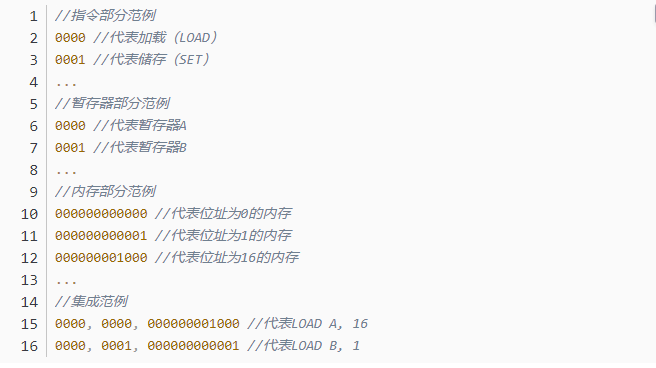 1 //指令部分范例
2 0000 //代表加载（LOAD）
3 0001 //代表储存（SET）
4 ...
5 //暂存器部分范例
6 0000 //代表暂存器A
7 0001 //代表暂存器B
8 ...
9 //内存部分范例
10 000000000000 //代表位址为0的内存
11 000000000001 //代表位址为1的内存
12 000000001000 //代表位址为16的内存
13 ...
14 //集成范例
15 0000, 0000, 000000001000 //代表LOAD A, 16
16 0000, 0001, 000000000001 //代表LOAD B, 1